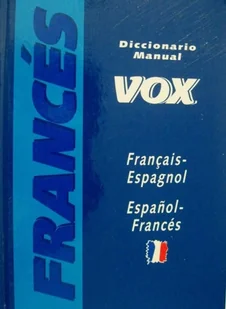 FRANCÉS
Diccionario
Manual
VOX
Français-
Espagnol
Español-
Francés